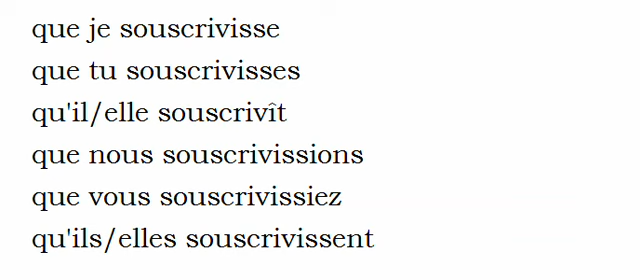 que je souscrivisse
que tu souscrivisses
qu'il/elle souscrivît
que nous souscrivissions
que vous souscrivissiez
qu'ils/elles souscrivissent